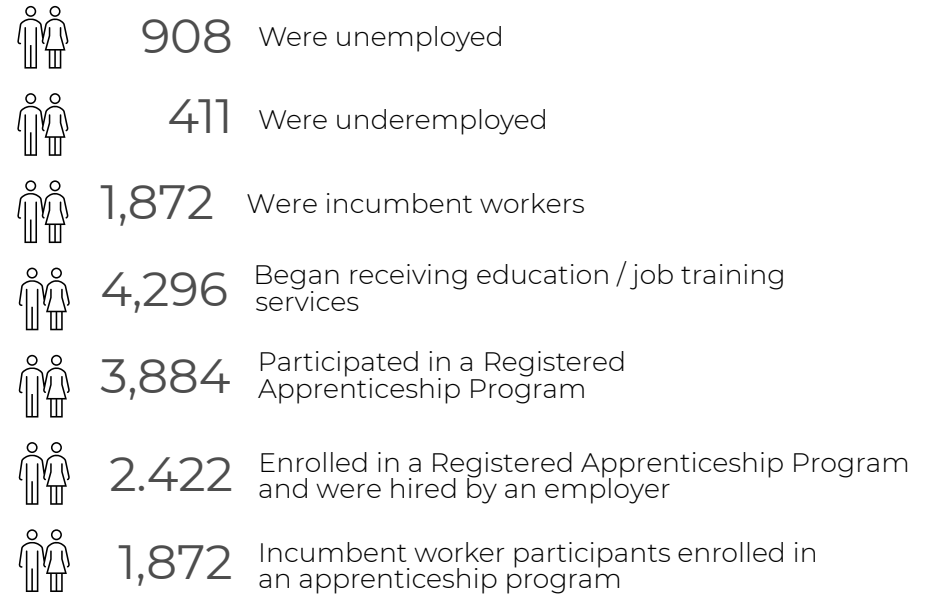 908 Were unemployed
411 Were underemployed
1,872 Were incumbent workers
4,296 Began receiving education / job training
services
3,884 Participated in a Registered
Apprenticeship Program
2.422 Enrolled in a Registered Apprenticeship Program
and were hired by an employer
1,872 Incumbent worker participants enrolled in
an apprenticeship program